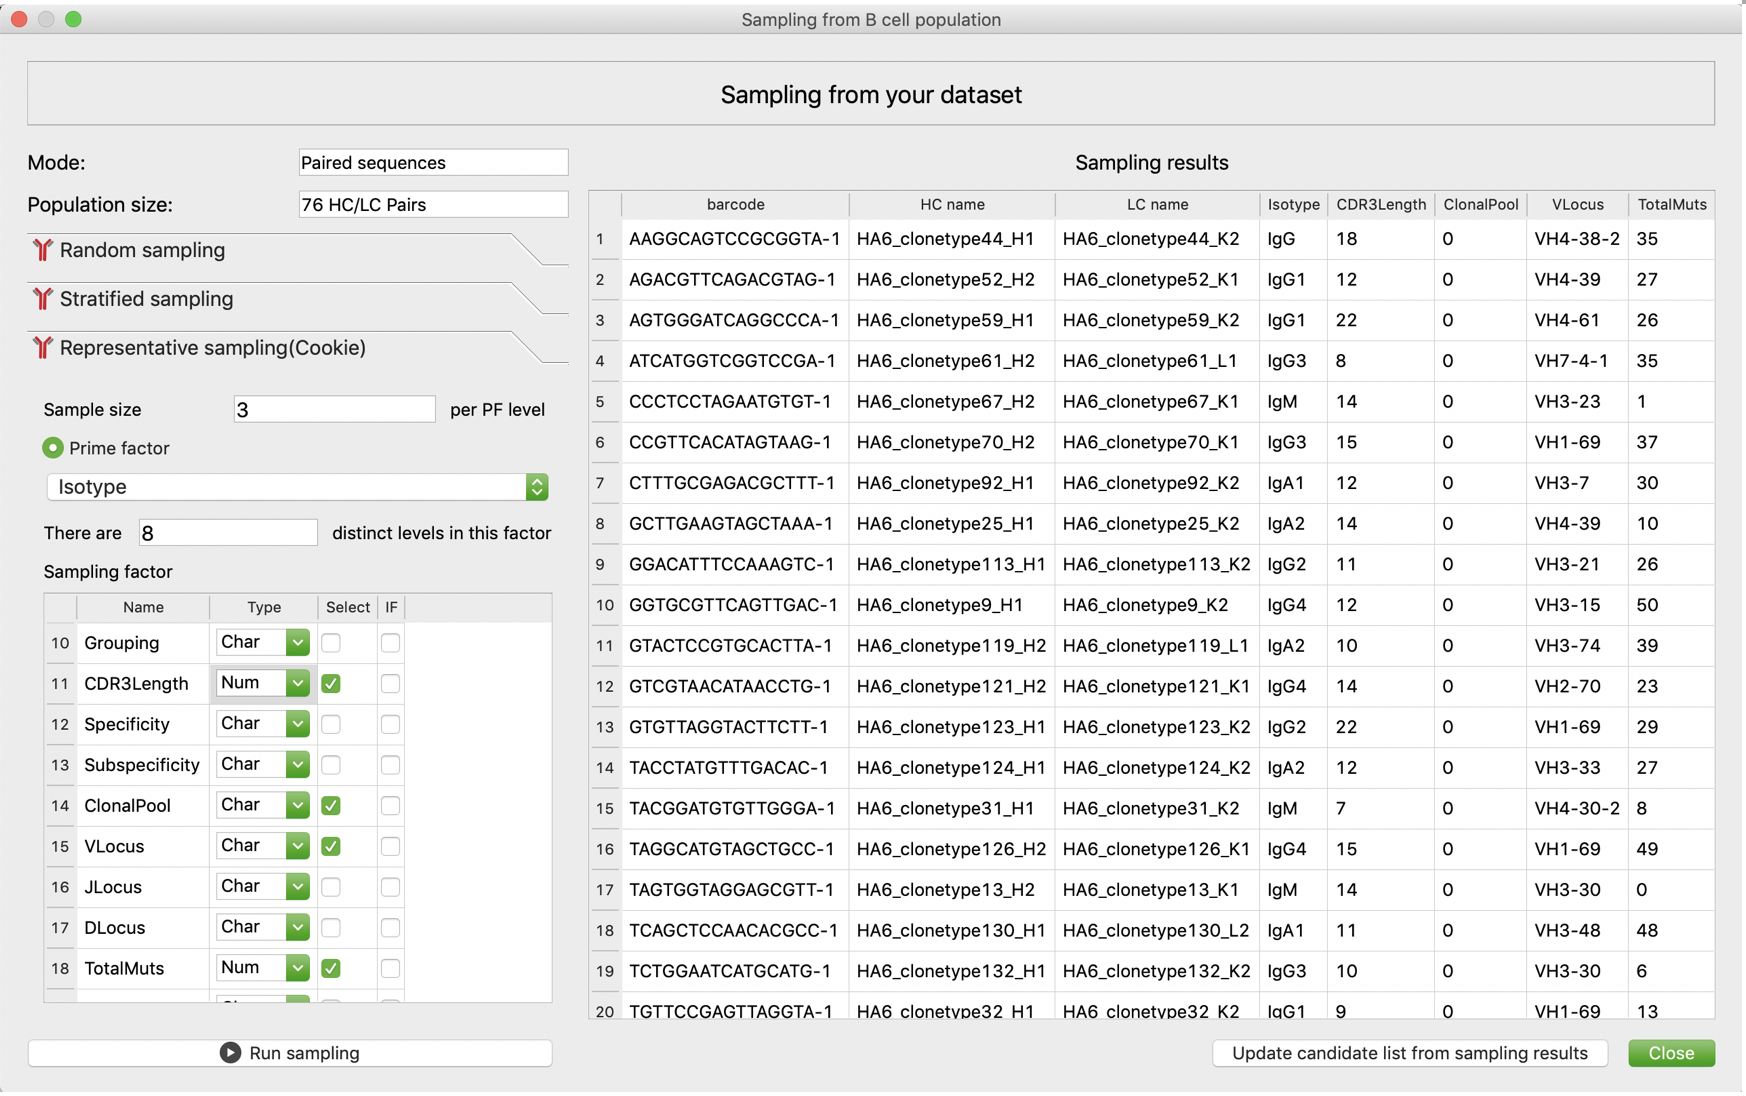 Sampling from B cell population
Sampling from your dataset
Mode: Paired sequences
Population size: 76 HC/LC Pairs
Random sampling
Stratified sampling
Representative sampling(Cookie)
Sample size 3 per PF level
Prime factor
Isotype
There are 8 distinct levels in this factor
Sampling factor
Name Type Select IF
10 Grouping Char
11 CDR3Length Num
12 Specificity Char
13 Subspecificity Char
14 ClonalPool Char
15 VLocus Char
16 JLocus Char
17 DLocus Char
18 TotalMuts Num
Run sampling
Sampling results
barcode HC name LC name Isotype CDR3Length ClonalPool VLocus TotalMuts
1 AAGGCAGTCCGCGGTA-1 HA6_clonetype44_H1 HA6_clonetype44_K2 IgG 18 0 VH4-38-2 35
2 AGACGTTCAGACGTAG-1 HA6_clonetype52_H2 HA6_clonetype52_K1 IgG1 12 0 VH4-39 27
3 AGTGGGATCAGGCCCA-1 HA6_clonetype59_H1 HA6_clonetype59_K2 IgG1 22 0 VH4-61 26
4 ATCATGGTCGGTCCGA-1 HA6_clonetype61_H2 HA6_clonetype61_L1 IgG3 8 0 VH7-4-1 35
5 CCCTCCTAGAATGTGT-1 HA6_clonetype67_H2 HA6_clonetype67_K1 IgM 14 0 VH3-23 1
6 CCGTTCACATAGTAAG-1 HA6_clonetype70_H2 HA6_clonetype70_K1 IgG3 15 0 VH1-69 37
7 CTTTGCGAGACGCTTT-1 HA6_clonetype92_H1 HA6_clonetype92_K2 IgA1 12 0 VH3-7 30
8 GCTTGAAGTAGCTAAA-1 HA6_clonetype25_H1 HA6_clonetype25_K2 IgA2 14 0 VH4-39 10
9 GGACATTTCCAAAGTC-1 HA6_clonetype113_H1 HA6_clonetype113_K2 IgG2 11 0 VH3-21 26
10 GGTGCGTTCAGTTGAC-1 HA6_clonetype9_H1 HA6_clonetype9_K2 IgG4 12 0 VH3-15 50
11 GTACTCCGTGCACTTA-1 HA6_clonetype119_H2 HA6_clonetype119_L1 IgA2 10 0 VH3-74 39
12 GTCGTAACATAACCTG-1 HA6_clonetype121_H2 HA6_clonetype121_K1 IgG4 14 0 VH2-70 23
13 GTGTTAGGTACTTCTT-1 HA6_clonetype123_H1 HA6_clonetype123_K2 IgG2 22 0 VH1-69 29
14 TACCTATGTTTGACAC-1 HA6_clonetype124_H1 HA6_clonetype124_K2 IgA2 12 0 VH3-33 27
15 TACGGATGTGTTGGGA-1 HA6_clonetype31_H1 HA6_clonetype31_K2 IgM 7 0 VH4-30-2 8
16 TAGGCATGTAGCTGCC-1 HA6_clonetype126_H2 HA6_clonetype126_K1 IgG4 15 0 VH1-69 49
17 TAGTGGTAGGAGCGTT-1 HA6_clonetype13_H2 HA6_clonetype13_K1 IgM 14 0 VH3-30 0
18 TCAGCTCCAACACGCC-1 HA6_clonetype130_H1 HA6_clonetype130_L2 IgA1 11 0 VH3-48 48
19 TCTGGAATCATGCATG-1 HA6_clonetype132_H1 HA6_clonetype132_K2 IgG3 10 0 VH3-30 6
20 TGTTCCGAGTTAGGTA-1 HA6_clonetype32_H1 HA6_clonetype32_K2 IgG1 9 0 VH1-69 13
Update candidate list from sampling results
Close